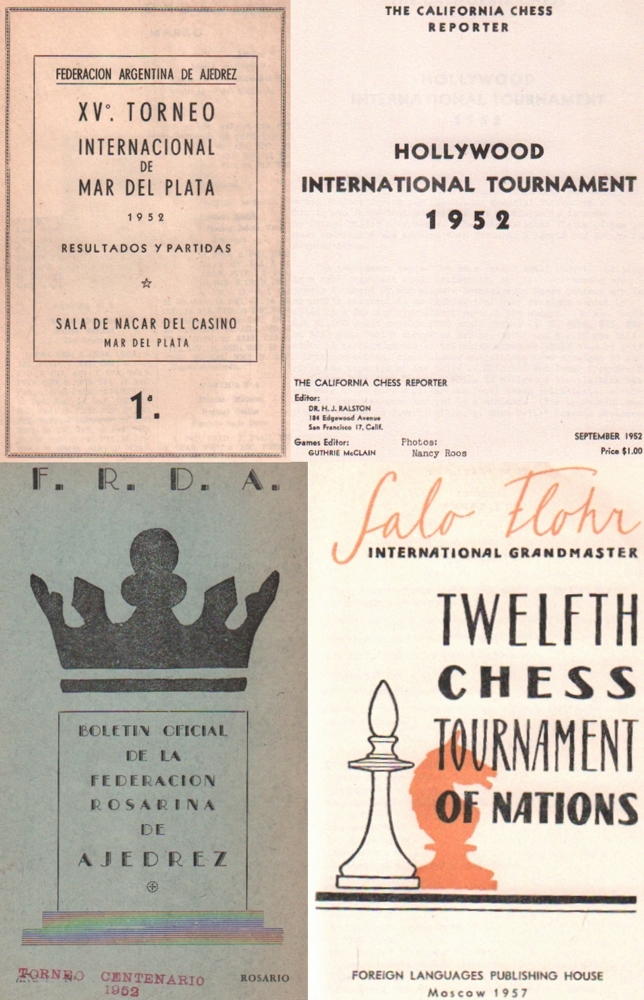 FEDERACION ARGENTINA DE AJEDREZ
XVº. TORNEO
INTERNACIONAL
DE
MAR DEL PLATA
1952
RESULTADOS Y PARTIDAS
SALA DE NACAR DEL CASINO
MAR DEL PLATA
1ª.
THE CALIFORNIA CHESS
REPORTER
HOLLYWOOD
INTERNATIONAL TOURNAMENT
1952
THE CALIFORNIA CHESS REPORTER
Editor:
DR. H. J. RALSTON
184 Edgewood Avenue
San Francisco 17, Calif.
Games Editor:
GUTHRIE McCLAIN
Photos:
Nancy Roos
SEPTEMBER 1952
Price $1.00
F. R. D. A.
BOLETIN OFICIAL
DE LA
FEDERACION
ROSARINA
DE
AJEDREZ
TORNEO CENTENARIO
1952
ROSARIO
Salo Flohr
INTERNATIONAL GRANDMASTER
TWELFTH
CHESS
TOURNAMENT
OF NATIONS
FOREIGN LANGUAGES PUBLISHING HOUSE
Moscow 1957